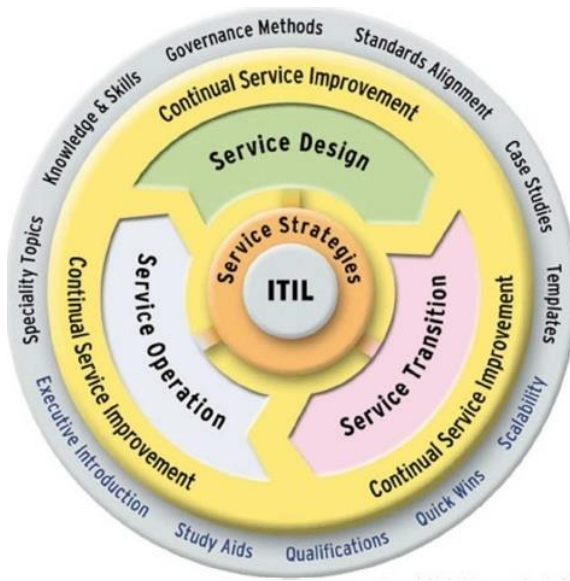 Governance Methods
Standards Alignment
Knowledge & Skills
Case Studies
Speciality Topics
Templates
Executive Introduction
Scalability
Study Aids
Qualifications
Quick Wins
Continual Service Improvement
Continual Service Improvement
Continual Service Improvement
Service Design
Service Operation
Service Transition
Service Strategies
ITIL